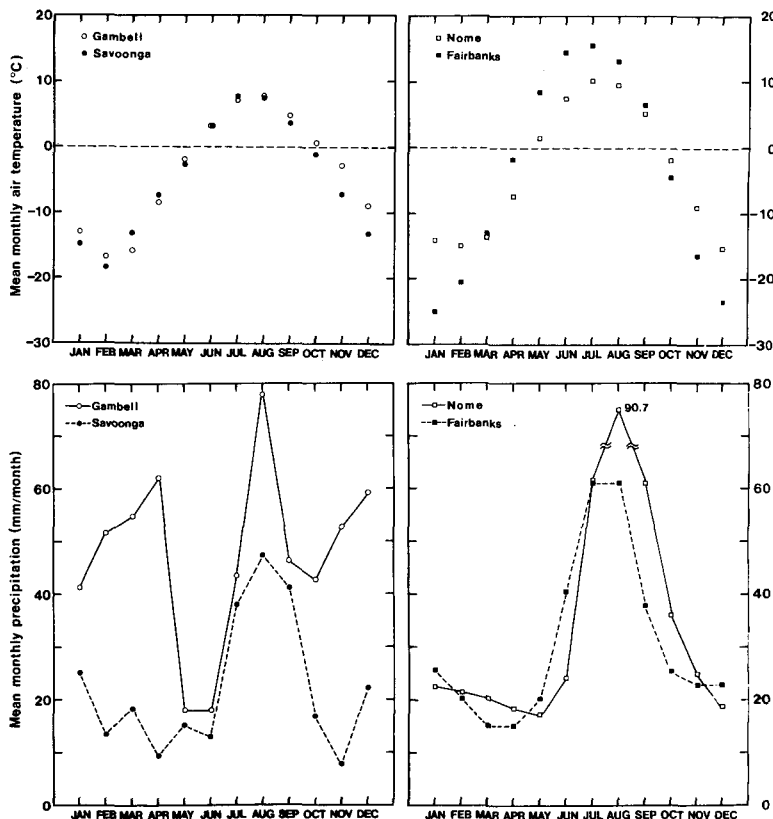 Mean monthly air temperature (°C)
20
10
0
−10
−20
−30
Gambell
Savoonga
JAN FEB MAR APR MAY JUN JUL AUG SEP OCT NOV DEC
Nome
Fairbanks
20
10
0
−10
−20
−30
JAN FEB MAR APR MAY JUN JUL AUG SEP OCT NOV DEC
Mean monthly precipitation (mm/month)
80
60
40
20
0
Gambell
Savoonga
JAN FEB MAR APR MAY JUN JUL AUG SEP OCT NOV DEC
Nome
Fairbanks
90.7
80
60
40
20
0
JAN FEB MAR APR MAY JUN JUL AUG SEP OCT NOV DEC